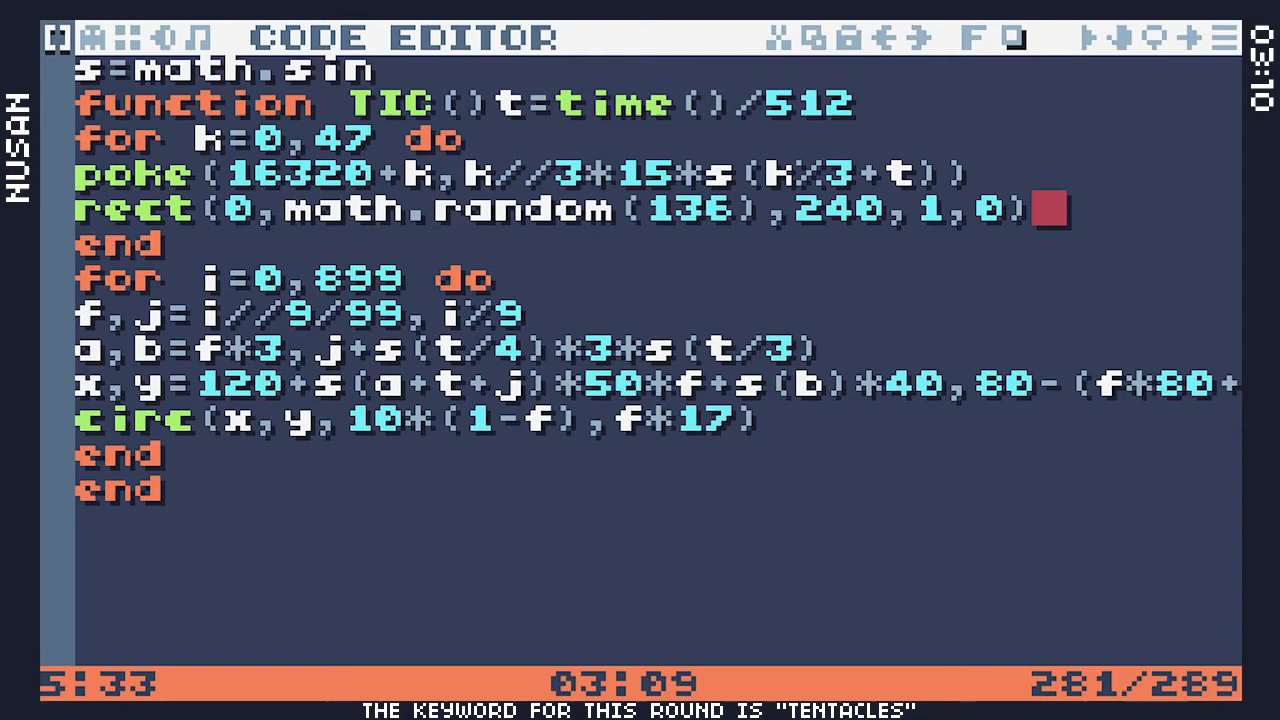 CODE EDITOR
F
s=math.sin
function TIC()t=time()/512
for k=0,47 do
poke(16320+k,k//3*15*s(k%3+t))
rect(0,math.random(136),240,1,0)
end
for i=0,899 do
f,j=i//9/99,i%9
a,b=f*3,j+s(t/4)*3*s(t/3)
x,y=120+s(a+t+j)*50*f+s(b)*40,80-(f*80+
circ(x,y,10*(1-f),f*17)
end
end
5:33 03:09 281/289
THE KEYWORD FOR THIS ROUND IS "TENTACLES"
NUSAN
03:10